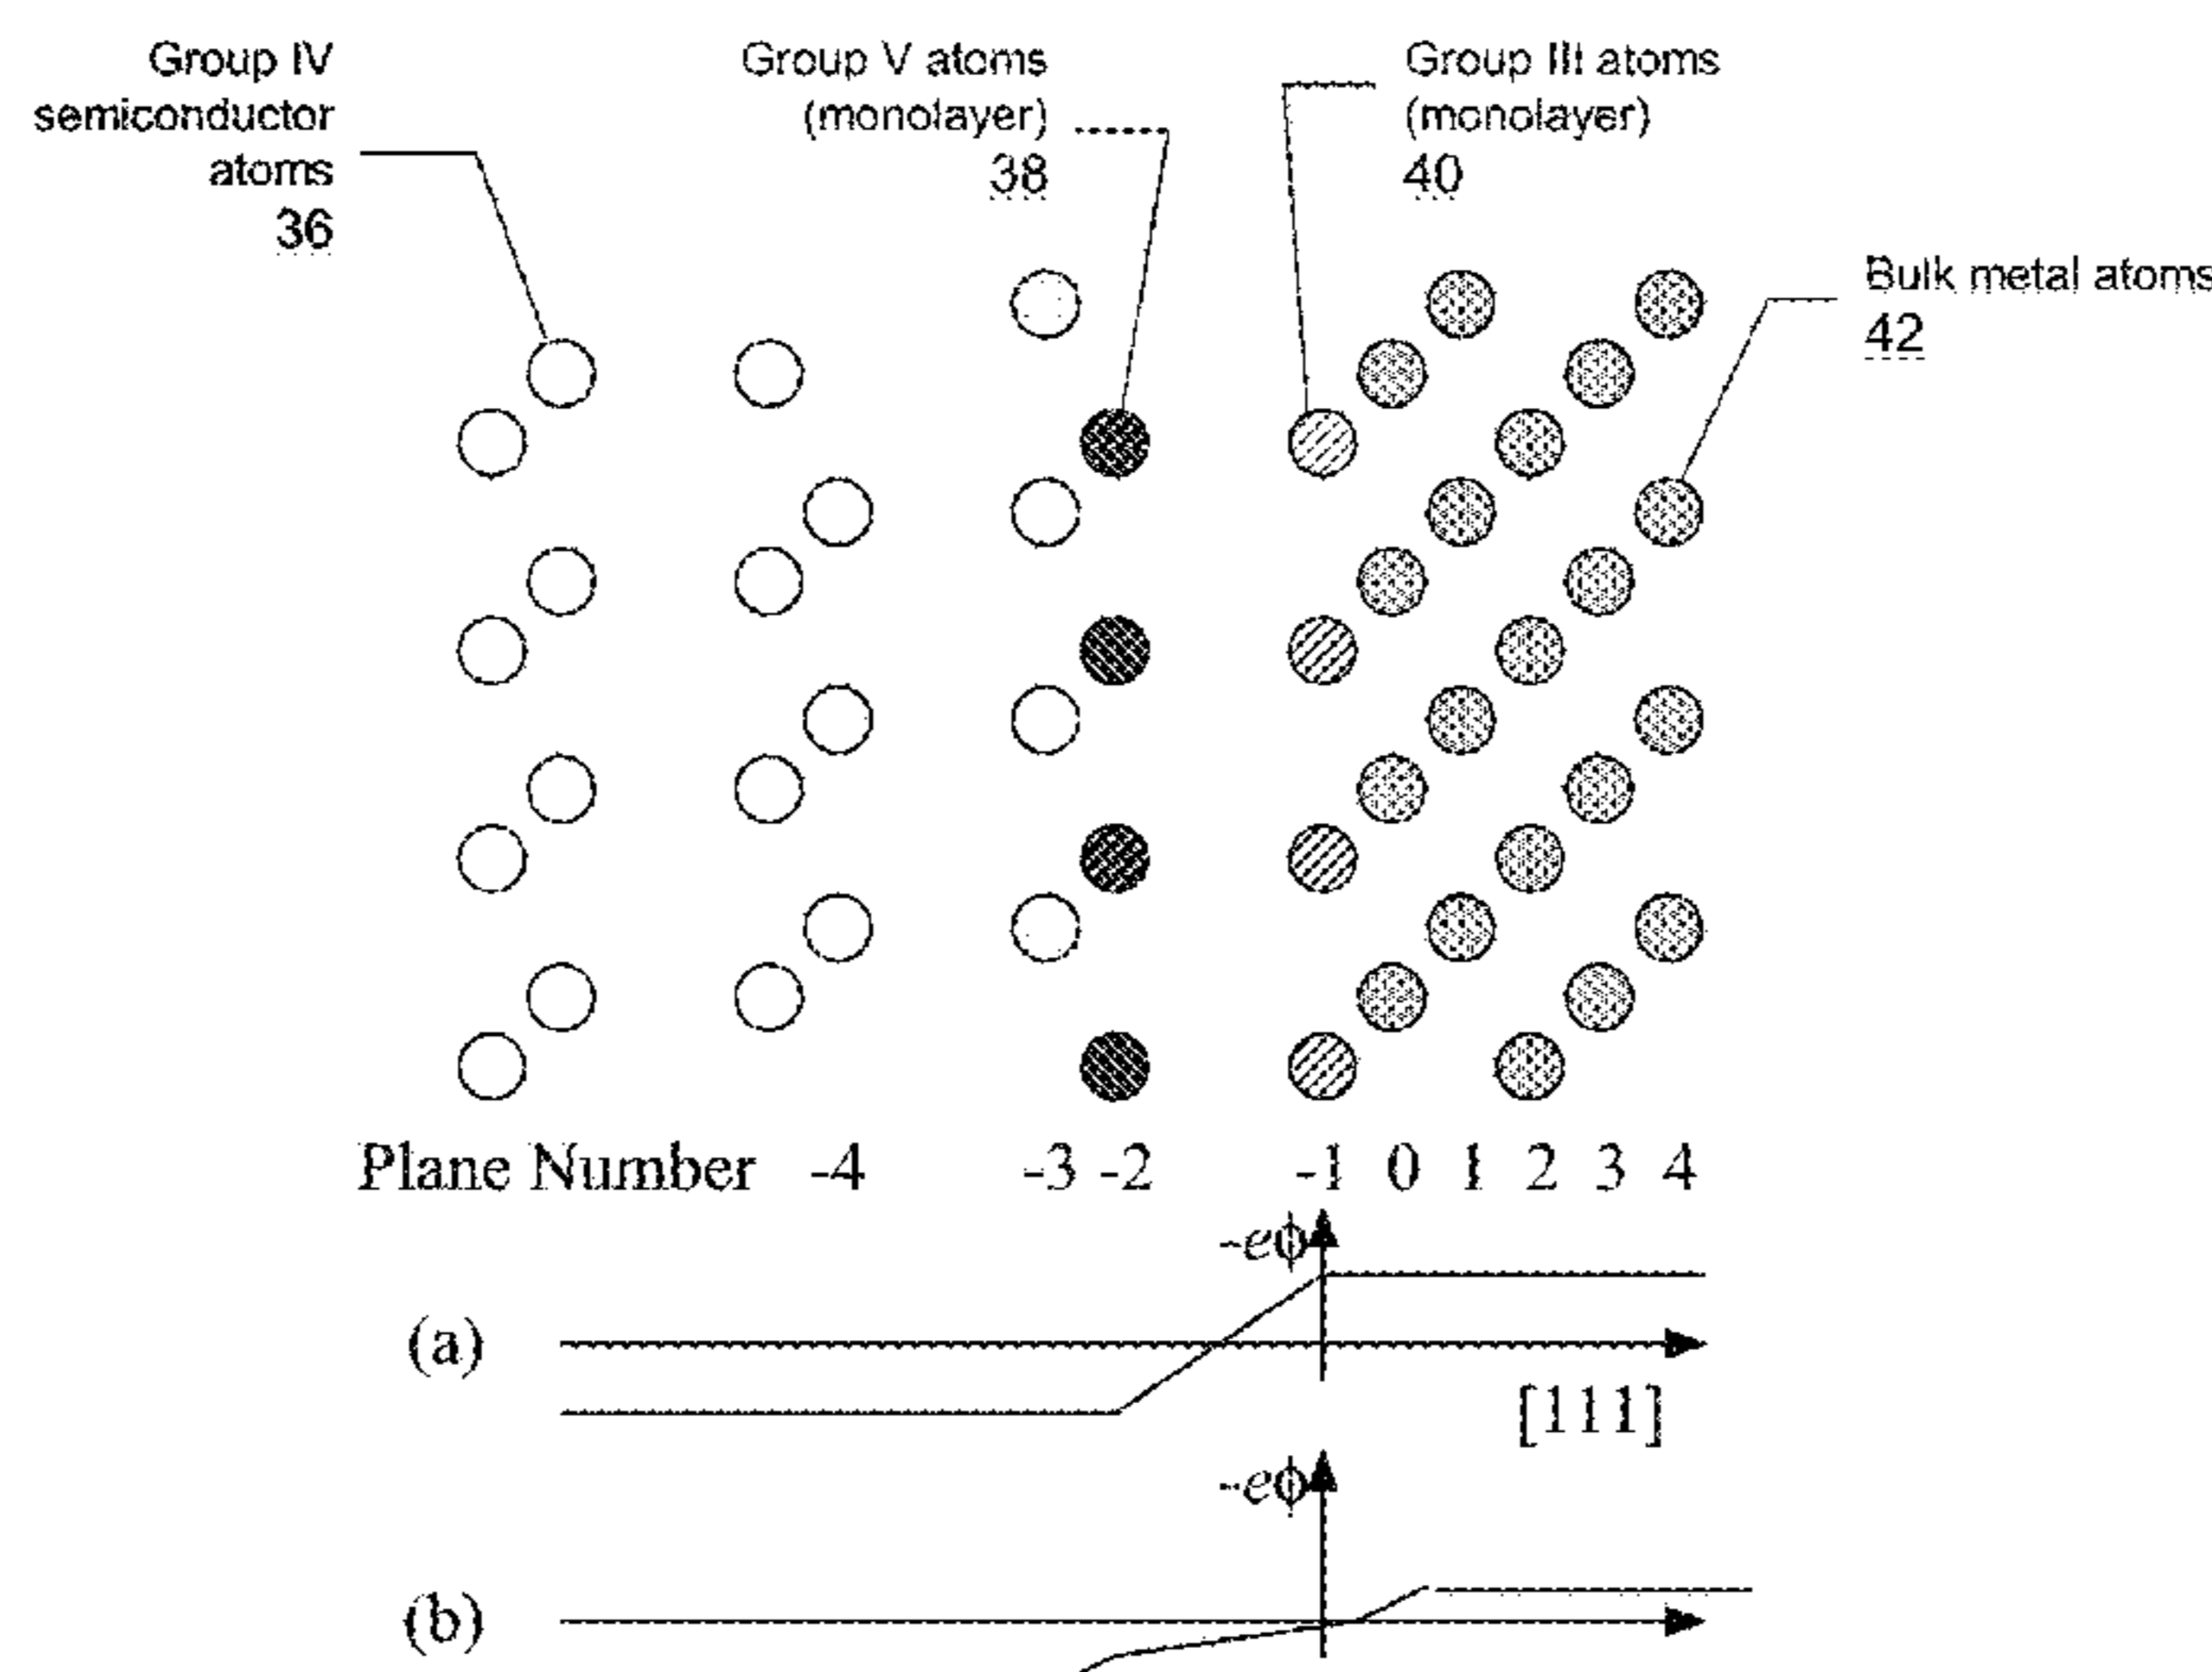 Group IV
semiconductor
atoms
36
Group V atoms
(monolayer)
38
Group III atoms
(monolayer)
40
Bulk metal atoms
42
Plane Number -4 -3 -2 -1 0 1 2 3 4
-eϕ
(a)
[111]
-eϕ
(b)